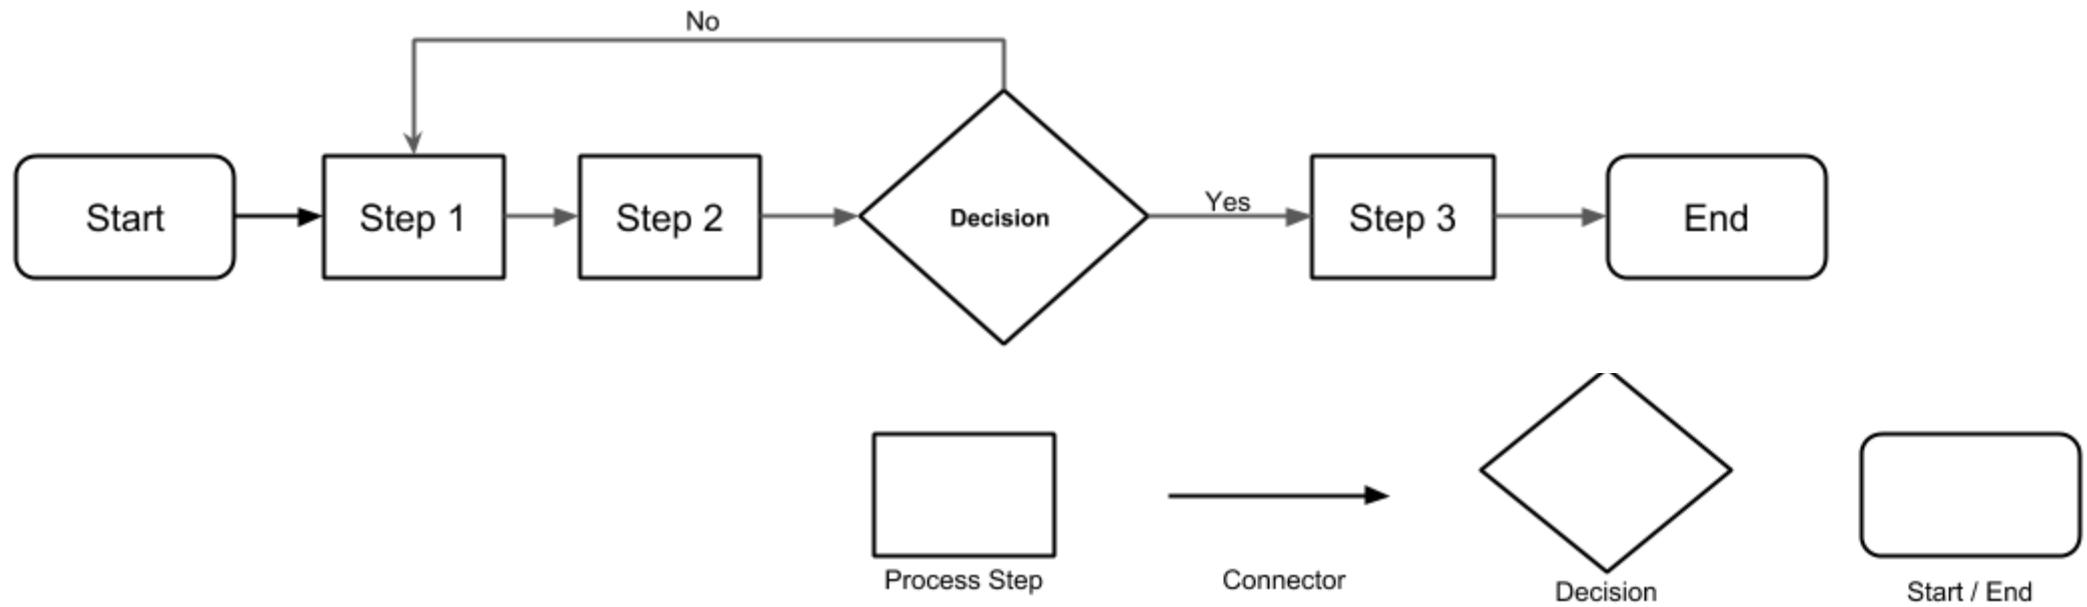 No
Start
Step 1
Step 2
Decision
Yes
Step 3
End
Process Step
Connector
Decision
Start / End